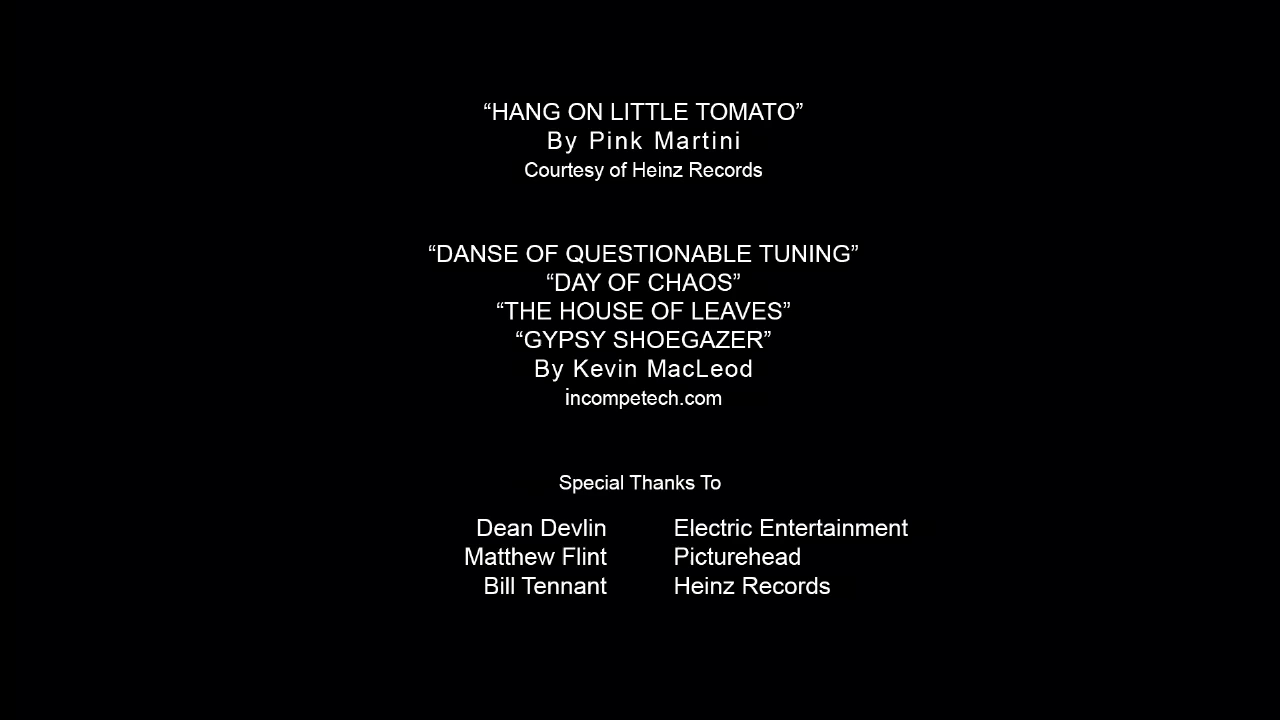 “HANG ON LITTLE TOMATO”
By Pink Martini
Courtesy of Heinz Records
“DANSE OF QUESTIONABLE TUNING”
“DAY OF CHAOS”
“THE HOUSE OF LEAVES”
“GYPSY SHOEGAZER”
By Kevin MacLeod
incompetech.com
Special Thanks To
Dean Devlin Electric Entertainment
Matthew Flint Picturehead
Bill Tennant Heinz Records